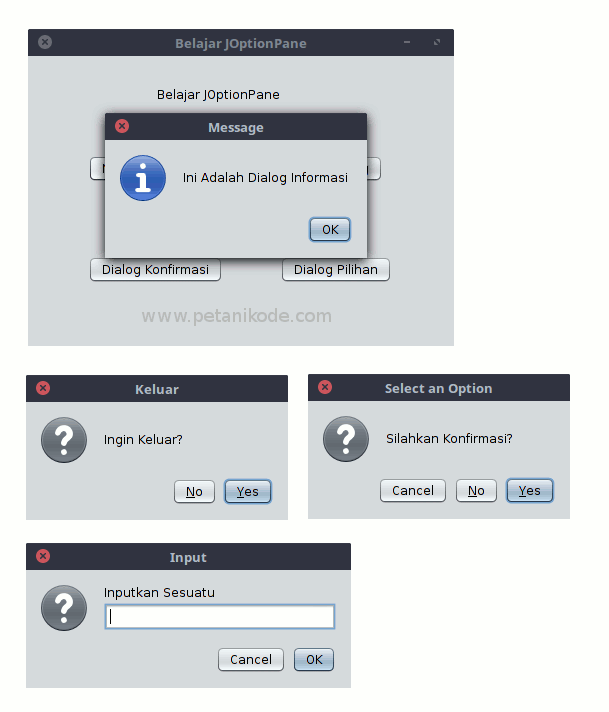 Belajar JOptionPane
Belajar JOptionPane
Message
Ini Adalah Dialog Informasi
OK
Dialog Konfirmasi
Dialog Pilihan
www.petanikode.com
Keluar
Ingin Keluar?
No
Yes
Select an Option
Silahkan Konfirmasi?
Cancel
No
Yes
Input
Inputkan Sesuatu
Cancel
OK